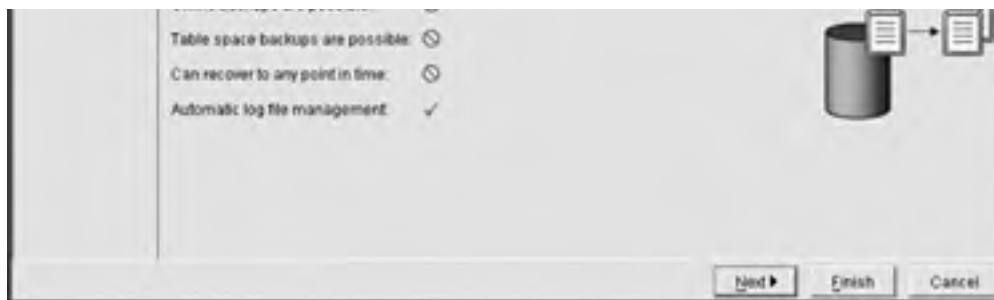 Table space backups are possible:
Can recover to any point in time:
Automatic log file management:
Next
Finish
Cancel